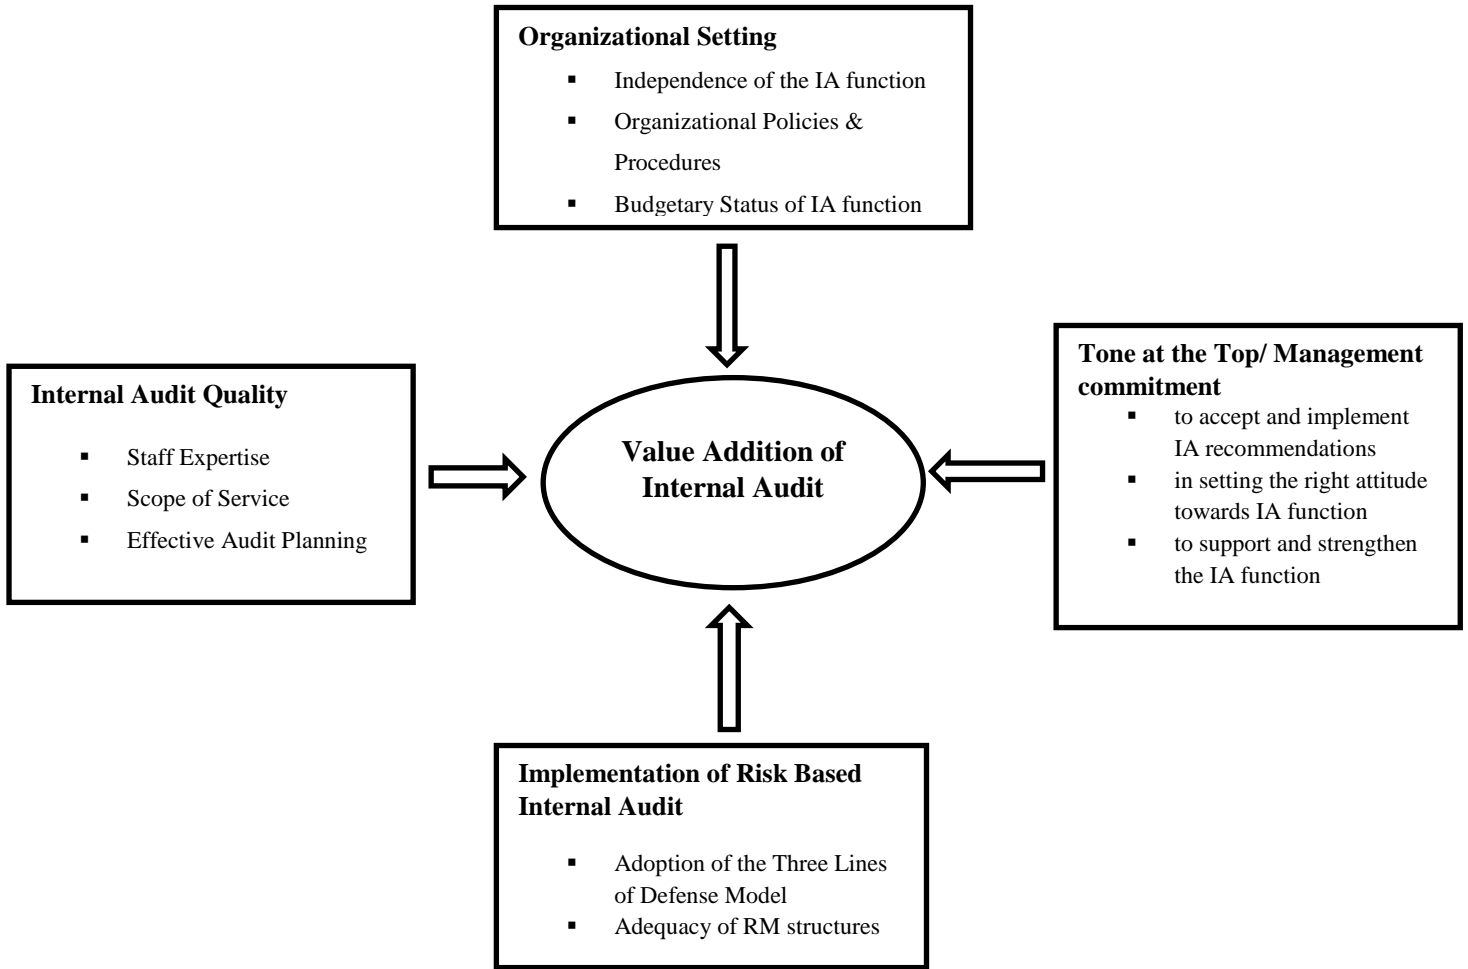 Organizational Setting
▪ Independence of the IA function
▪ Organizational Policies &
Procedures
▪ Budgetary Status of IA function
Internal Audit Quality
▪ Staff Expertise
▪ Scope of Service
▪ Effective Audit Planning
Value Addition of
Internal Audit
Tone at the Top/ Management
commitment
▪ to accept and implement
IA recommendations
▪ in setting the right attitude
towards IA function
▪ to support and strengthen
the IA function
Implementation of Risk Based
Internal Audit
▪ Adoption of the Three Lines
of Defense Model
▪ Adequacy of RM structures